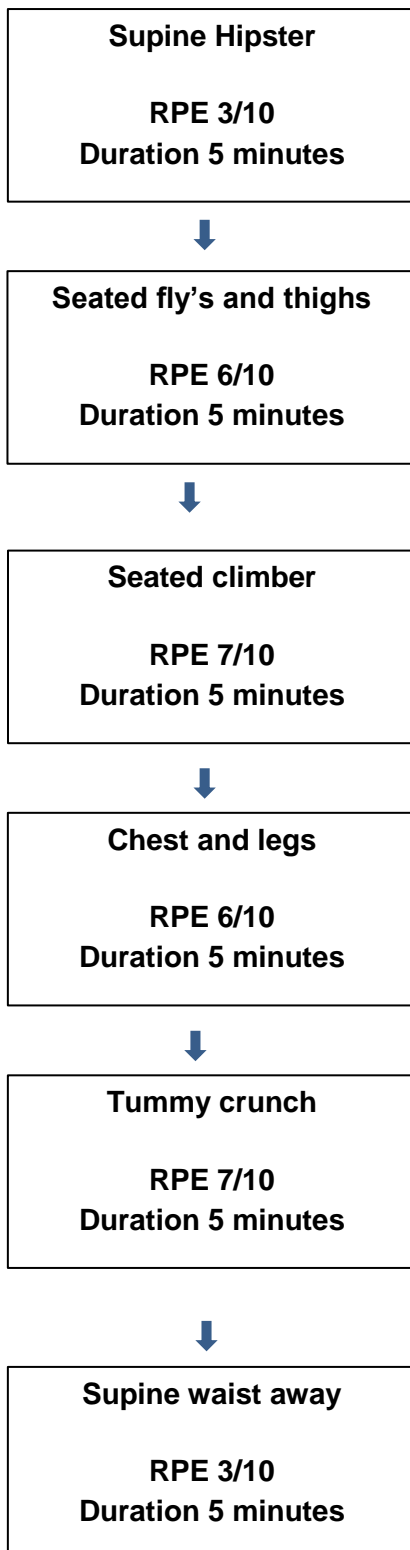 Supine Hipster
RPE 3/10
Duration 5 minutes
Seated fly's and thighs
RPE 6/10
Duration 5 minutes
Seated climber
RPE 7/10
Duration 5 minutes
Chest and legs
RPE 6/10
Duration 5 minutes
Tummy crunch
RPE 7/10
Duration 5 minutes
Supine waist away
RPE 3/10
Duration 5 minutes